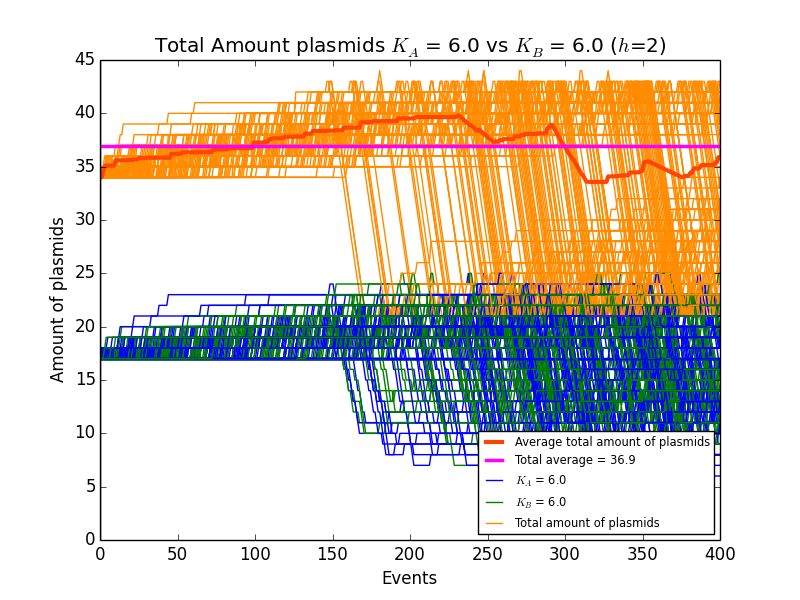 Total Amount plasmids K_A = 6.0 vs K_B = 6.0 (h=2)
45
40
35
30
25
20
15
10
5
0
Amount of plasmids
Average total amount of plasmids
Total average = 36.9
K_A = 6.0
K_B = 6.0
Total amount of plasmids
0 50 100 150 200 250 300 350 400
Events